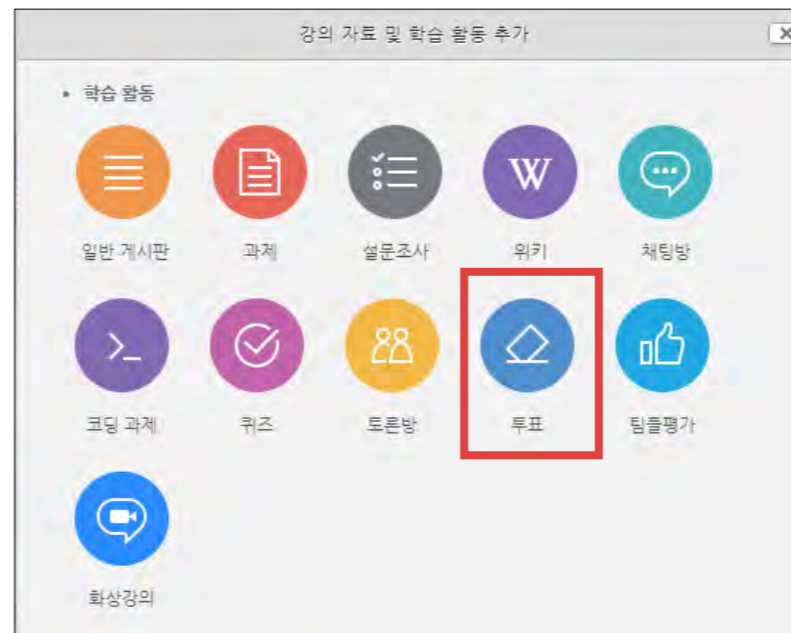 강의 자료 및 학습 활동 추가
• 학습 활동
일반 게시판 과제 설문조사 위키 채팅방
코딩 과제 퀴즈 토론방 투표 팀플평가
화상강의